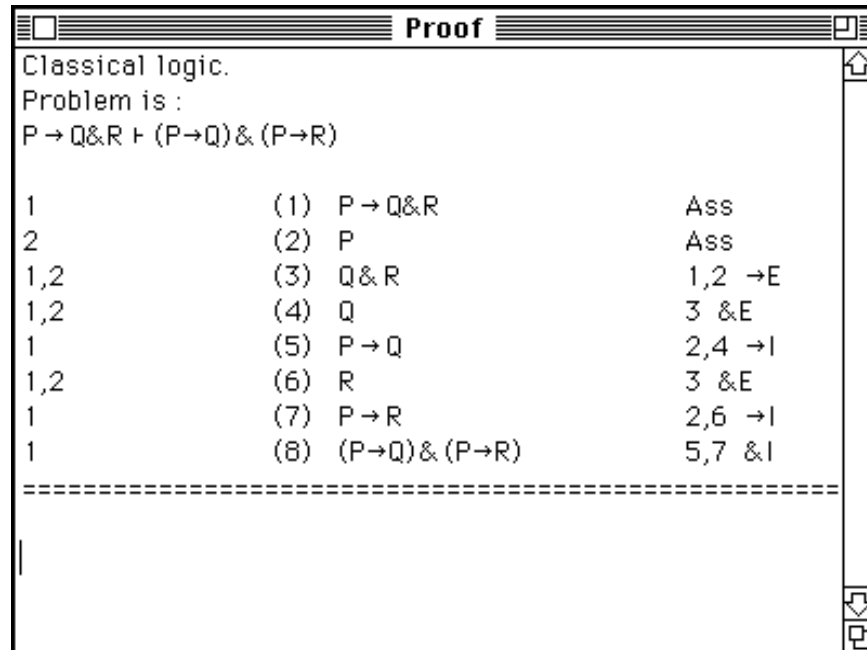 Proof
Classical logic.
Problem is :
P → Q&R ⊢ (P→Q)&(P→R)
1 (1) P → Q&R Ass
2 (2) P Ass
1,2 (3) Q&R 1,2 →E
1,2 (4) Q 3 &E
1 (5) P → Q 2,4 →I
1,2 (6) R 3 &E
1 (7) P → R 2,6 →I
1 (8) (P→Q)&(P→R) 5,7 &I
======================================================